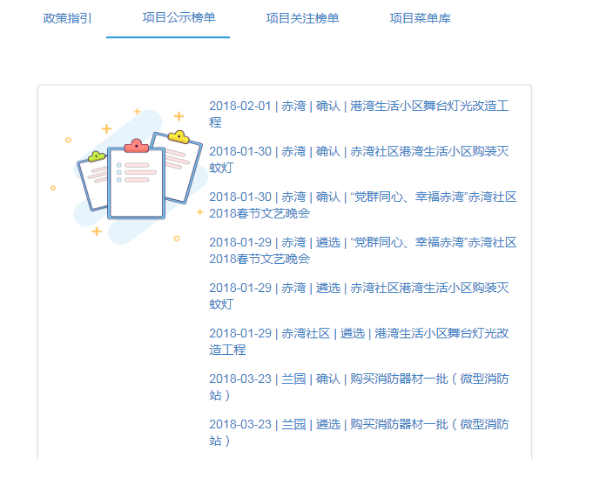 政策指引 项目公示榜单 项目关注榜单 项目菜单库
2018-02-01 | 赤湾 | 确认 | 港湾生活小区舞台灯光改造工
程
2018-01-30 | 赤湾 | 确认 | 赤湾社区港湾生活小区购装灭
蚊灯
2018-01-30 | 赤湾 | 确认 | “党群同心、幸福赤湾”赤湾社区
2018春节文艺晚会
2018-01-29 | 赤湾 | 遴选 | “党群同心、幸福赤湾”赤湾社区
2018春节文艺晚会
2018-01-29 | 赤湾 | 遴选 | 赤湾社区港湾生活小区购装灭
蚊灯
2018-01-29 | 赤湾社区 | 遴选 | 港湾生活小区舞台灯光改
造工程
2018-03-23 | 兰园 | 确认 | 购买消防器材一批（微型消防
站）
2018-03-23 | 兰园 | 遴选 | 购买消防器材一批（微型消防
站）